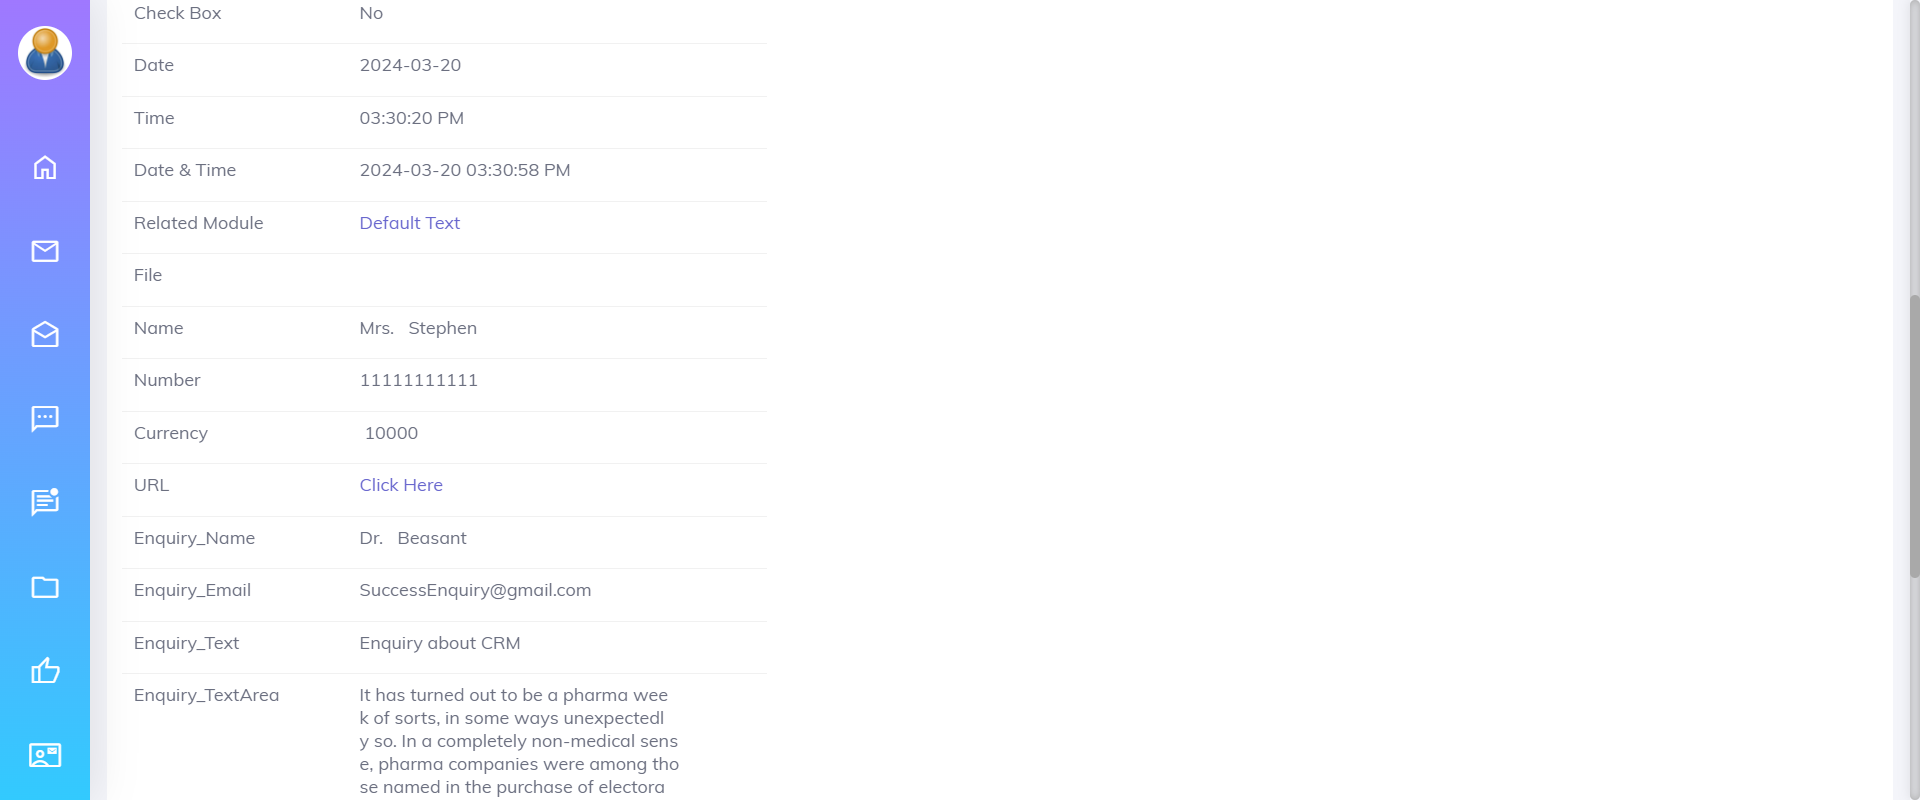 Check Box No
Date 2024-03-20
Time 03:30:20 PM
Date & Time 2024-03-20 03:30:58 PM
Related Module Default Text
File
Name Mrs. Stephen
Number 11111111111
Currency 10000
URL Click Here
Enquiry_Name Dr. Beasant
Enquiry_Email SuccessEnquiry@gmail.com
Enquiry_Text Enquiry about CRM
Enquiry_TextArea It has turned out to be a pharma wee
k of sorts, in some ways unexpectedl
y so. In a completely non-medical sens
e, pharma companies were among tho
se named in the purchase of electora